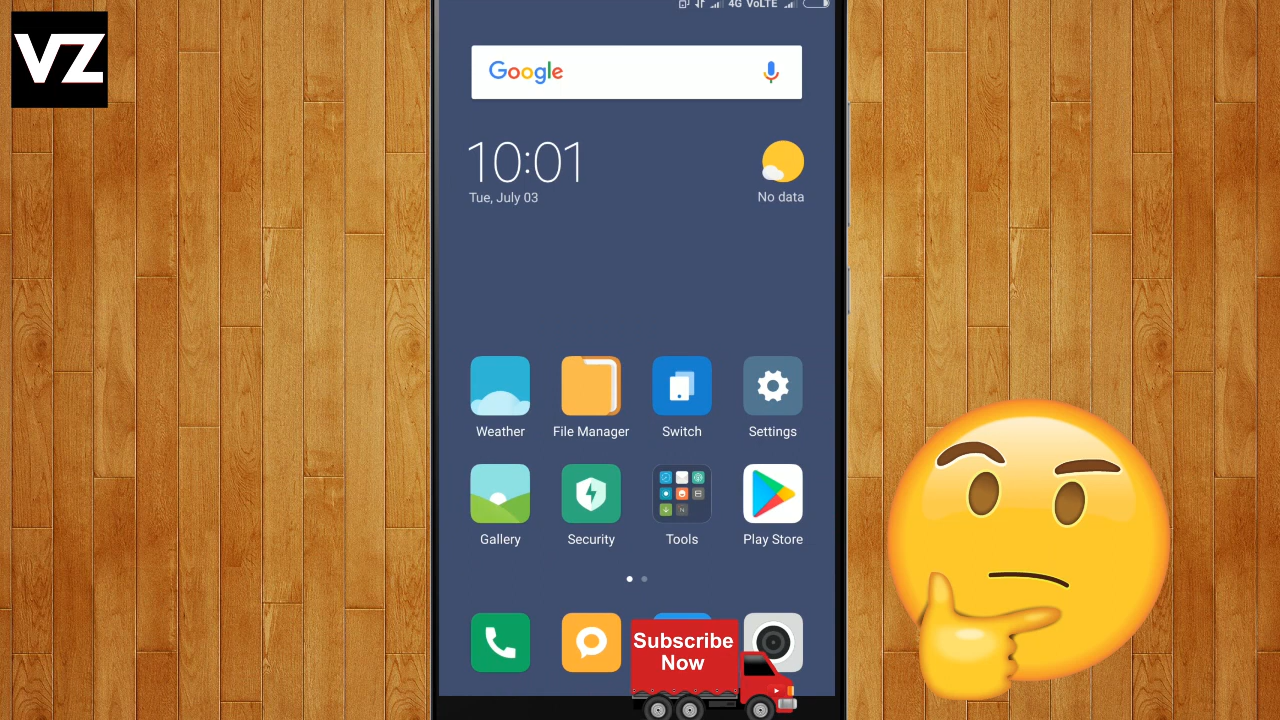 VZ
4G VoLTE
Google
10:01
Tue, July 03
No data
Weather
File Manager
Switch
Settings
Gallery
Security
Tools
Play Store
Subscribe
Now